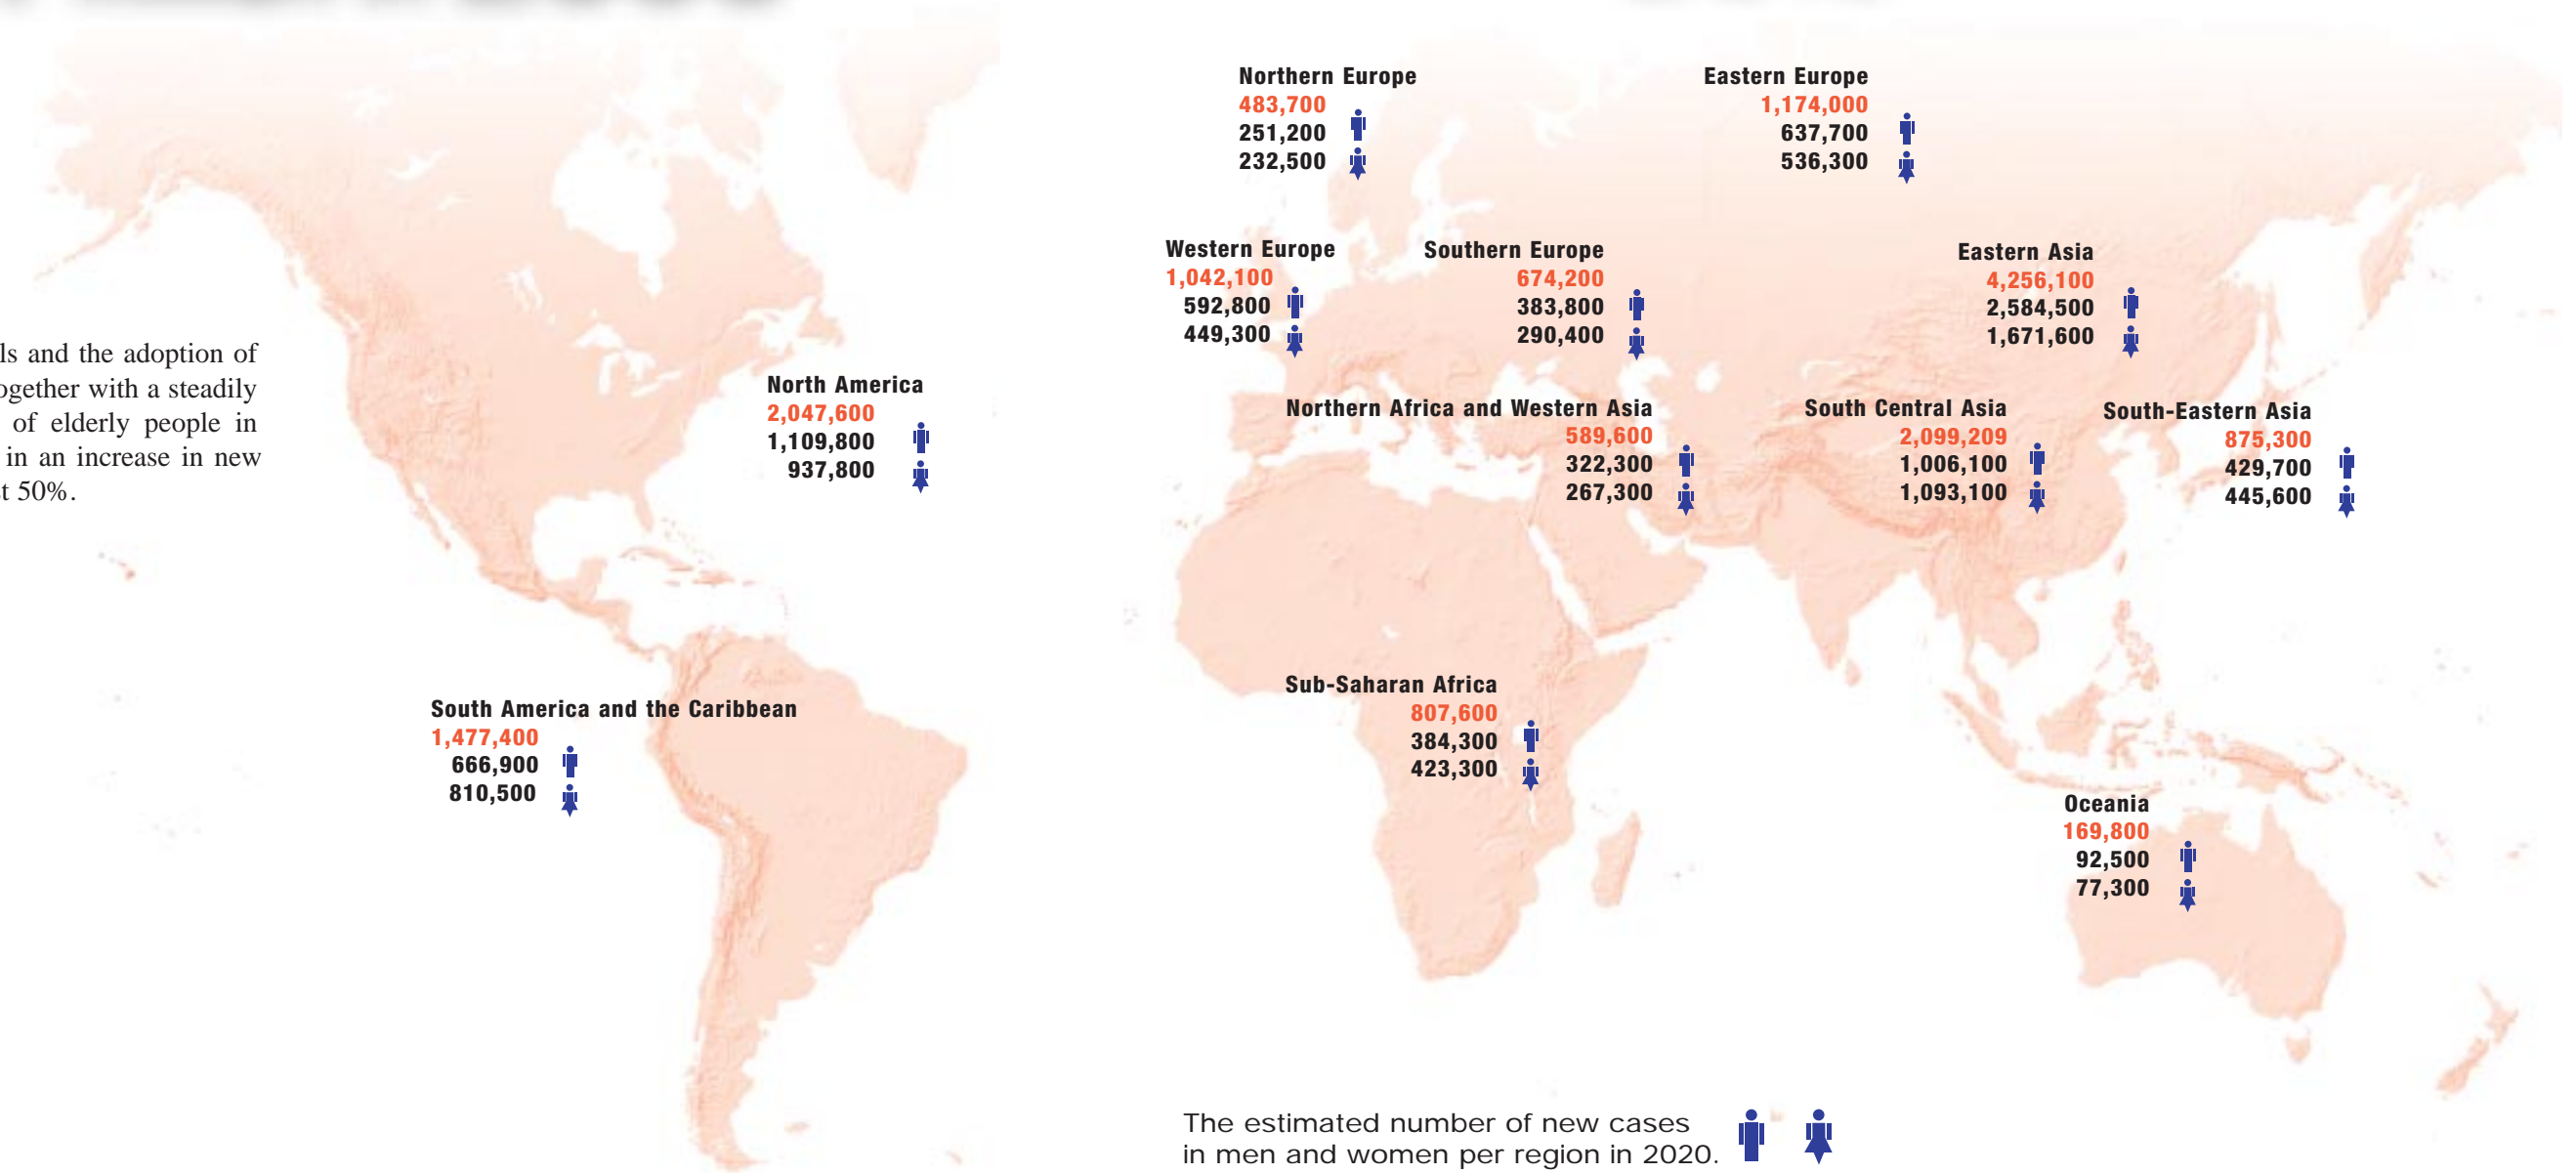 ls and the adoption of
ogether with a steadily
of elderly people in
in an increase in new
t 50%.
North America
2,047,600
1,109,800
937,800
South America and the Caribbean
1,477,400
666,900
810,500
Northern Europe
483,700
251,200
232,500
Eastern Europe
1,174,000
637,700
536,300
Western Europe
1,042,100
592,800
449,300
Southern Europe
674,200
383,800
290,400
Eastern Asia
4,256,100
2,584,500
1,671,600
Northern Africa and Western Asia
589,600
322,300
267,300
South Central Asia
2,099,209
1,006,100
1,093,100
South-Eastern Asia
875,300
429,700
445,600
Sub-Saharan Africa
807,600
384,300
423,300
Oceania
169,800
92,500
77,300
The estimated number of new cases
in men and women per region in 2020.